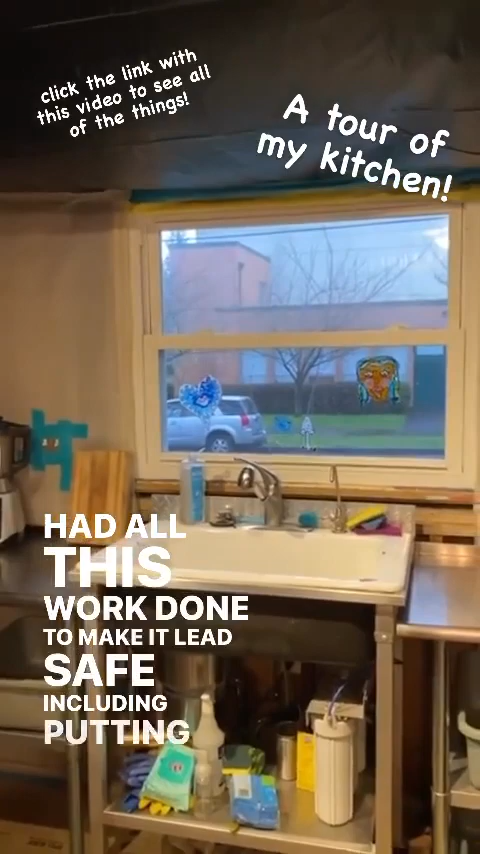 click the link with
this video to see all
of the things!
A tour of
my kitchen!
HAD ALL
THIS
WORK DONE
TO MAKE IT LEAD
SAFE
INCLUDING
PUTTING